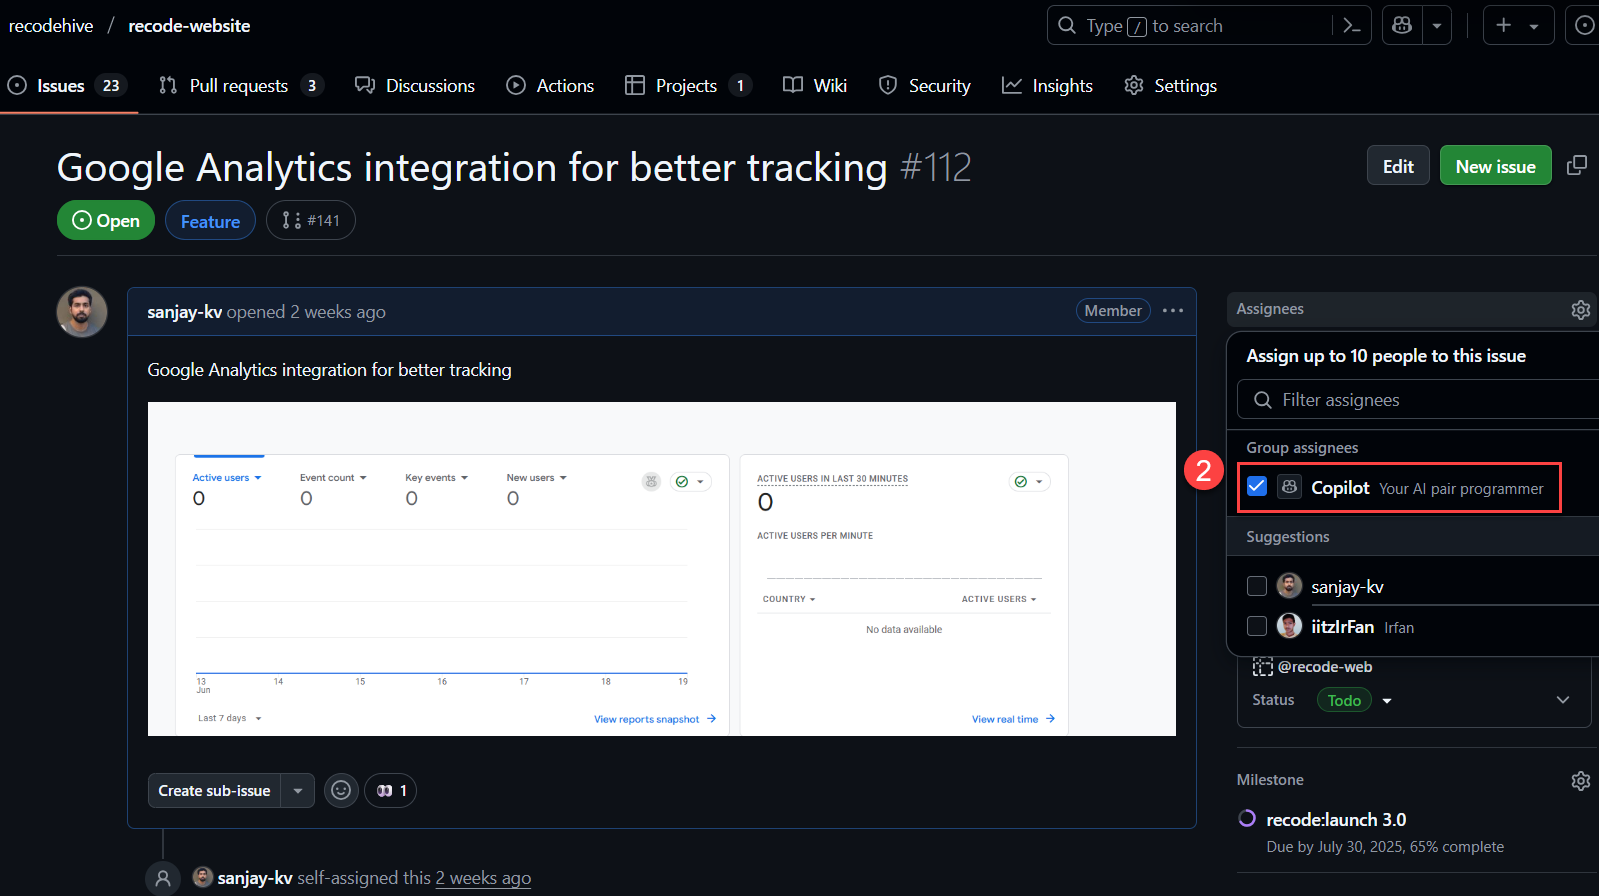 recodehive / recode-website
Type / to search
Issues 23 Pull requests 3 Discussions Actions Projects 1 Wiki Security Insights Settings
Google Analytics integration for better tracking #112
Edit New issue
Open Feature #141
sanjay-kv opened 2 weeks ago Member
Google Analytics integration for better tracking
Active users Event count Key events New users
0 0 0 0
13 14 15 16 17 18 19
Jun
Last 7 days View reports snapshot
ACTIVE USERS IN LAST 30 MINUTES
0
ACTIVE USERS PER MINUTE
COUNTRY ACTIVE USERS
No data available
View real time
Create sub-issue 1
sanjay-kv self-assigned this 2 weeks ago
Assignees
Assign up to 10 people to this issue
Filter assignees
Group assignees
2
Copilot Your AI pair programmer
Suggestions
sanjay-kv
iitzIrFan Irfan
@recode-web
Status Todo
Milestone
recode:launch 3.0
Due by July 30, 2025, 65% complete